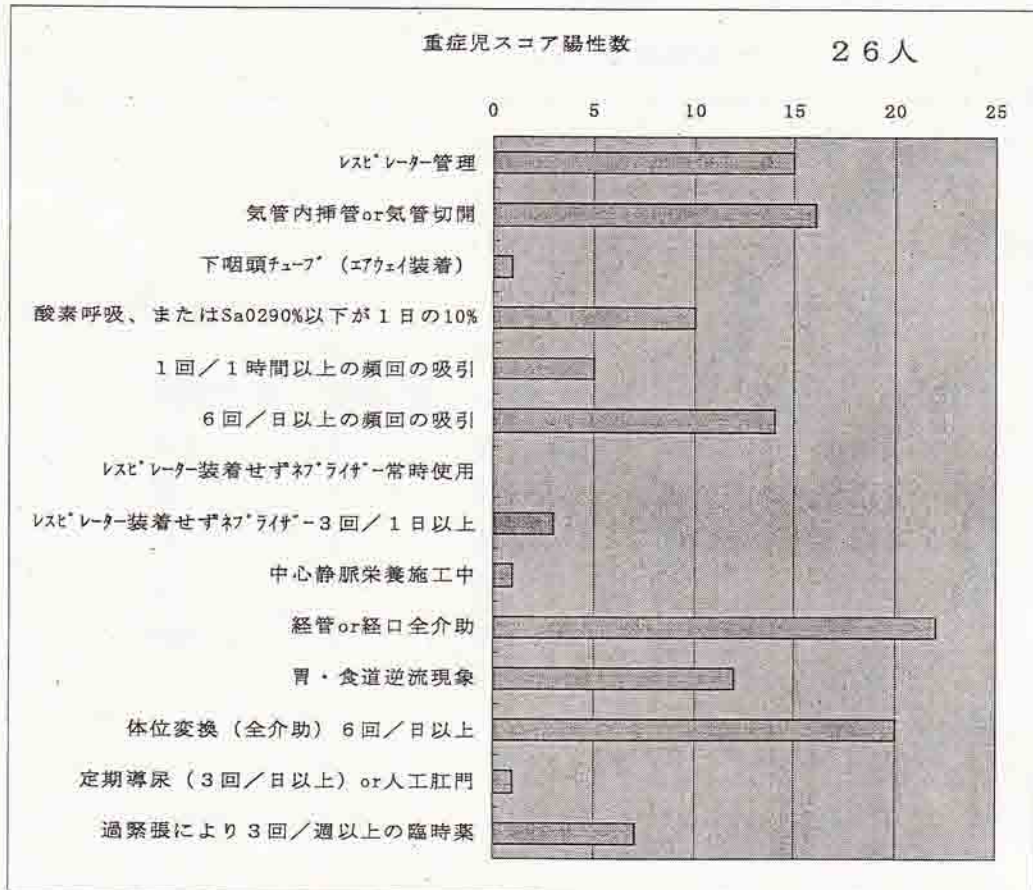 重症児スコア陽性数 26人
0 5 10 15 20 25
レスピレーター管理
気管内挿管or気管切開
下咽頭チューブ（エアウェイ装着）
酸素呼吸、またはSaO290%以下が1日の10%
1回／1時間以上の頻回の吸引
6回／日以上の頻回の吸引
レスピレーター装着せずネブライザー常時使用
レスピレーター装着せずネブライザー3回／1日以上
中心静脈栄養施工中
経管or経口全介助
胃・食道逆流現象
体位変換（全介助）6回／日以上
定期導尿（3回／日以上）or人工肛門
過緊張により3回／週以上の臨時薬